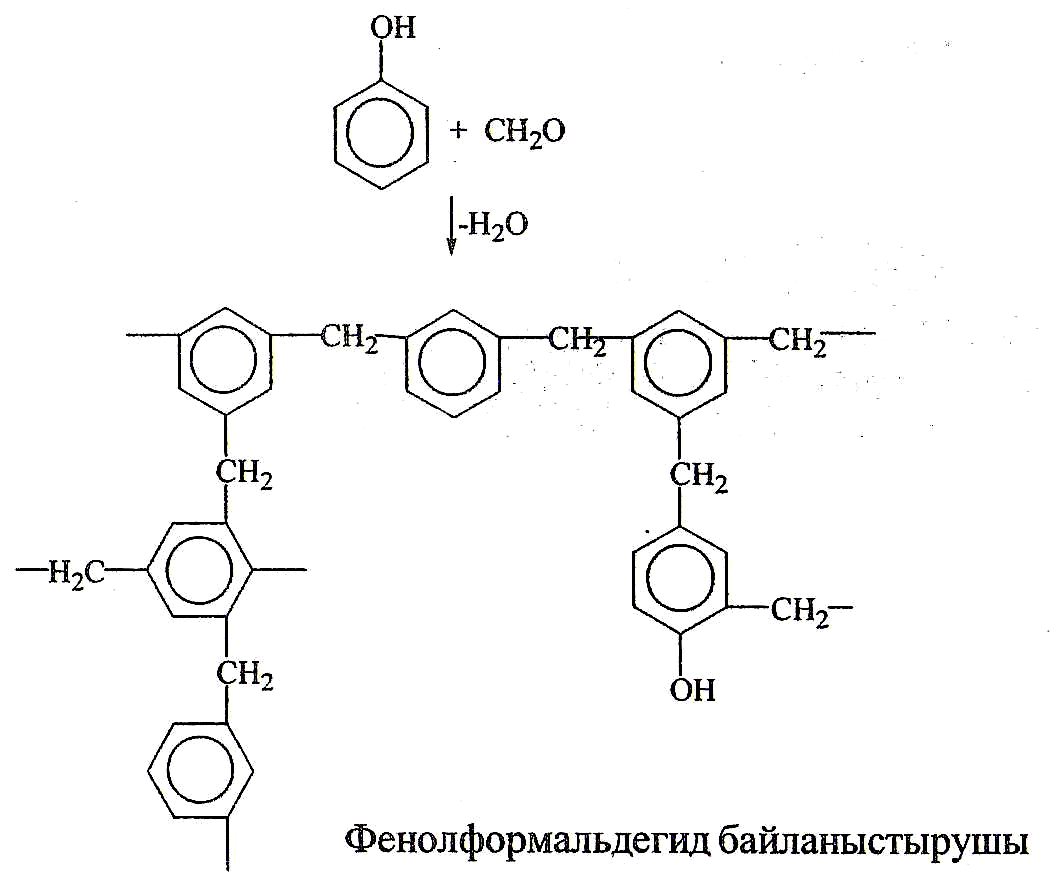 OH
+ CH₂O
-H₂O
CH₂ CH₂ CH₂
CH₂ CH₂
H₂C
CH₂
CH₂
OH
Фенолформальдегид байланыстырушы